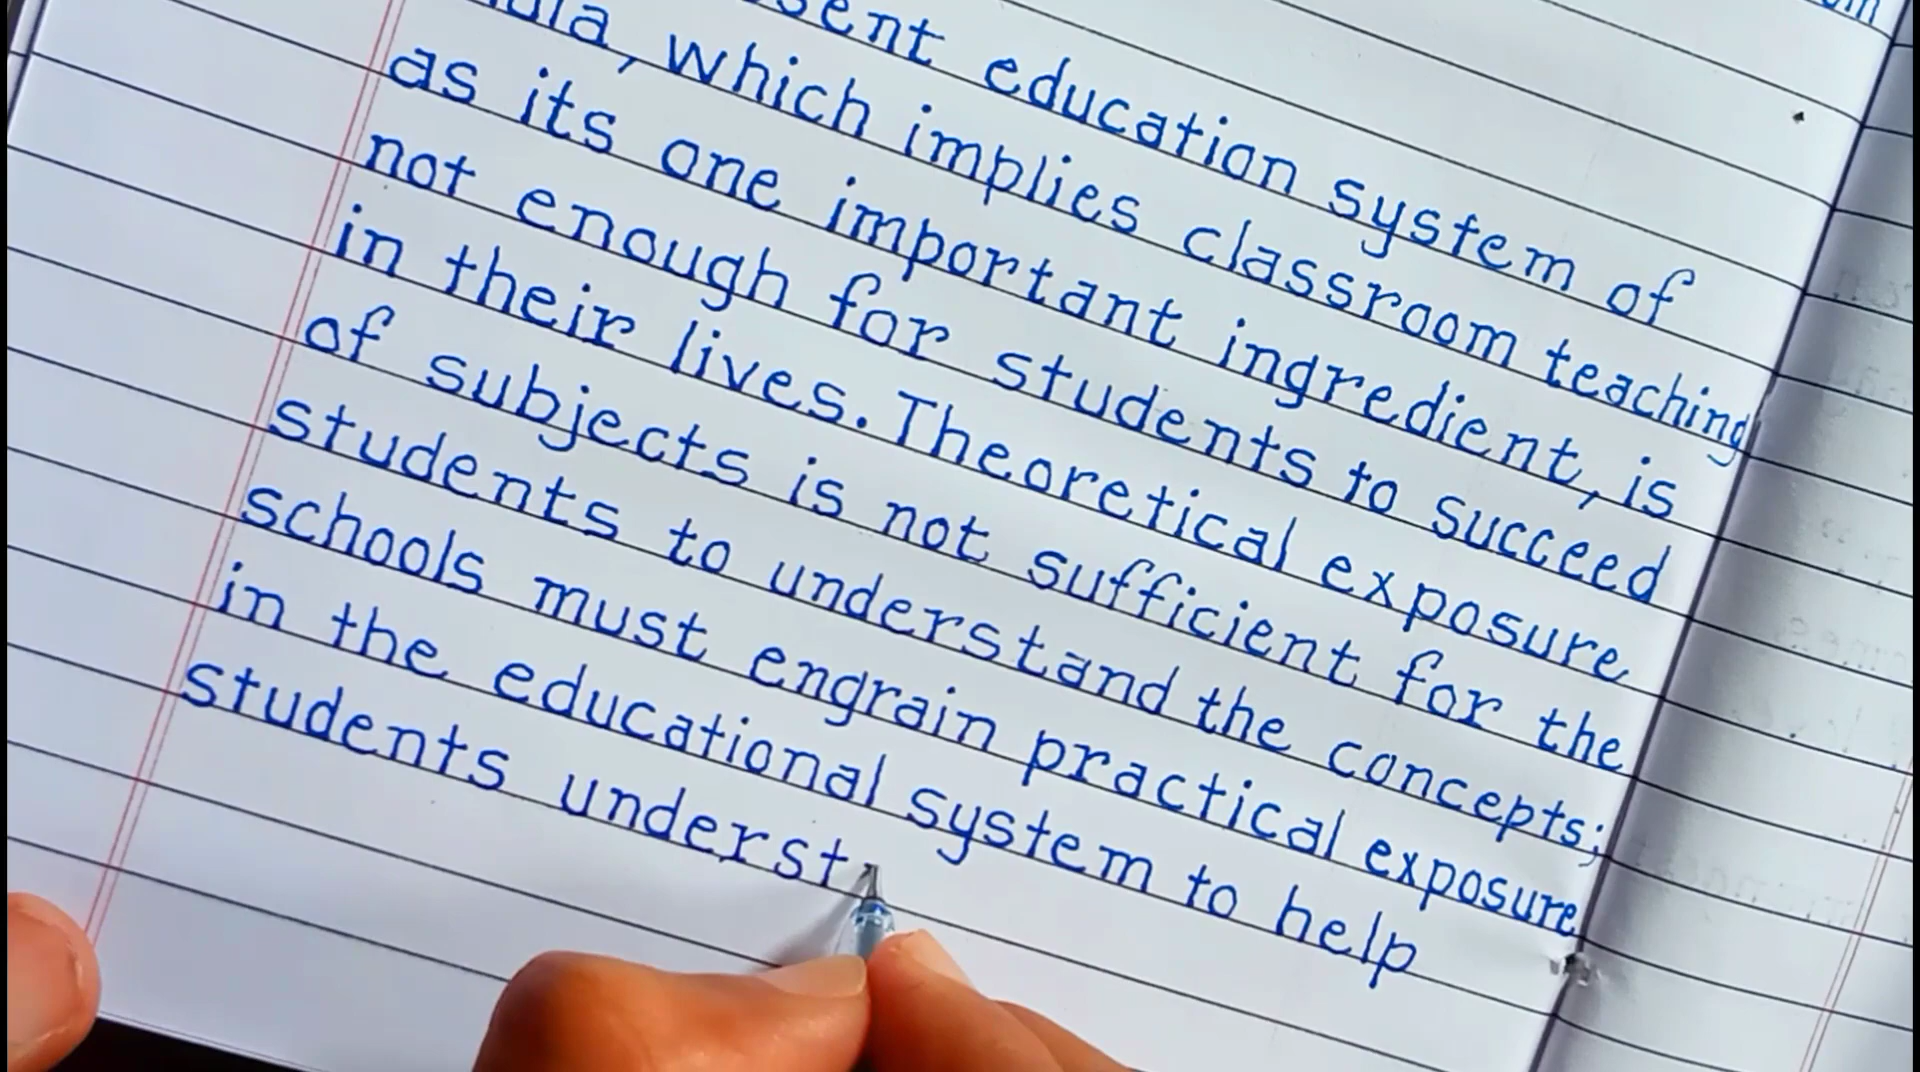 education system of
, which implies classroom teaching
as its one important ingredient, is
not enough for students to succeed
in their lives. Theoretical exposure
of subjects is not sufficient for the
students to understand the concepts;
schools must engrain practical exposure
in the educational system to help
students underst